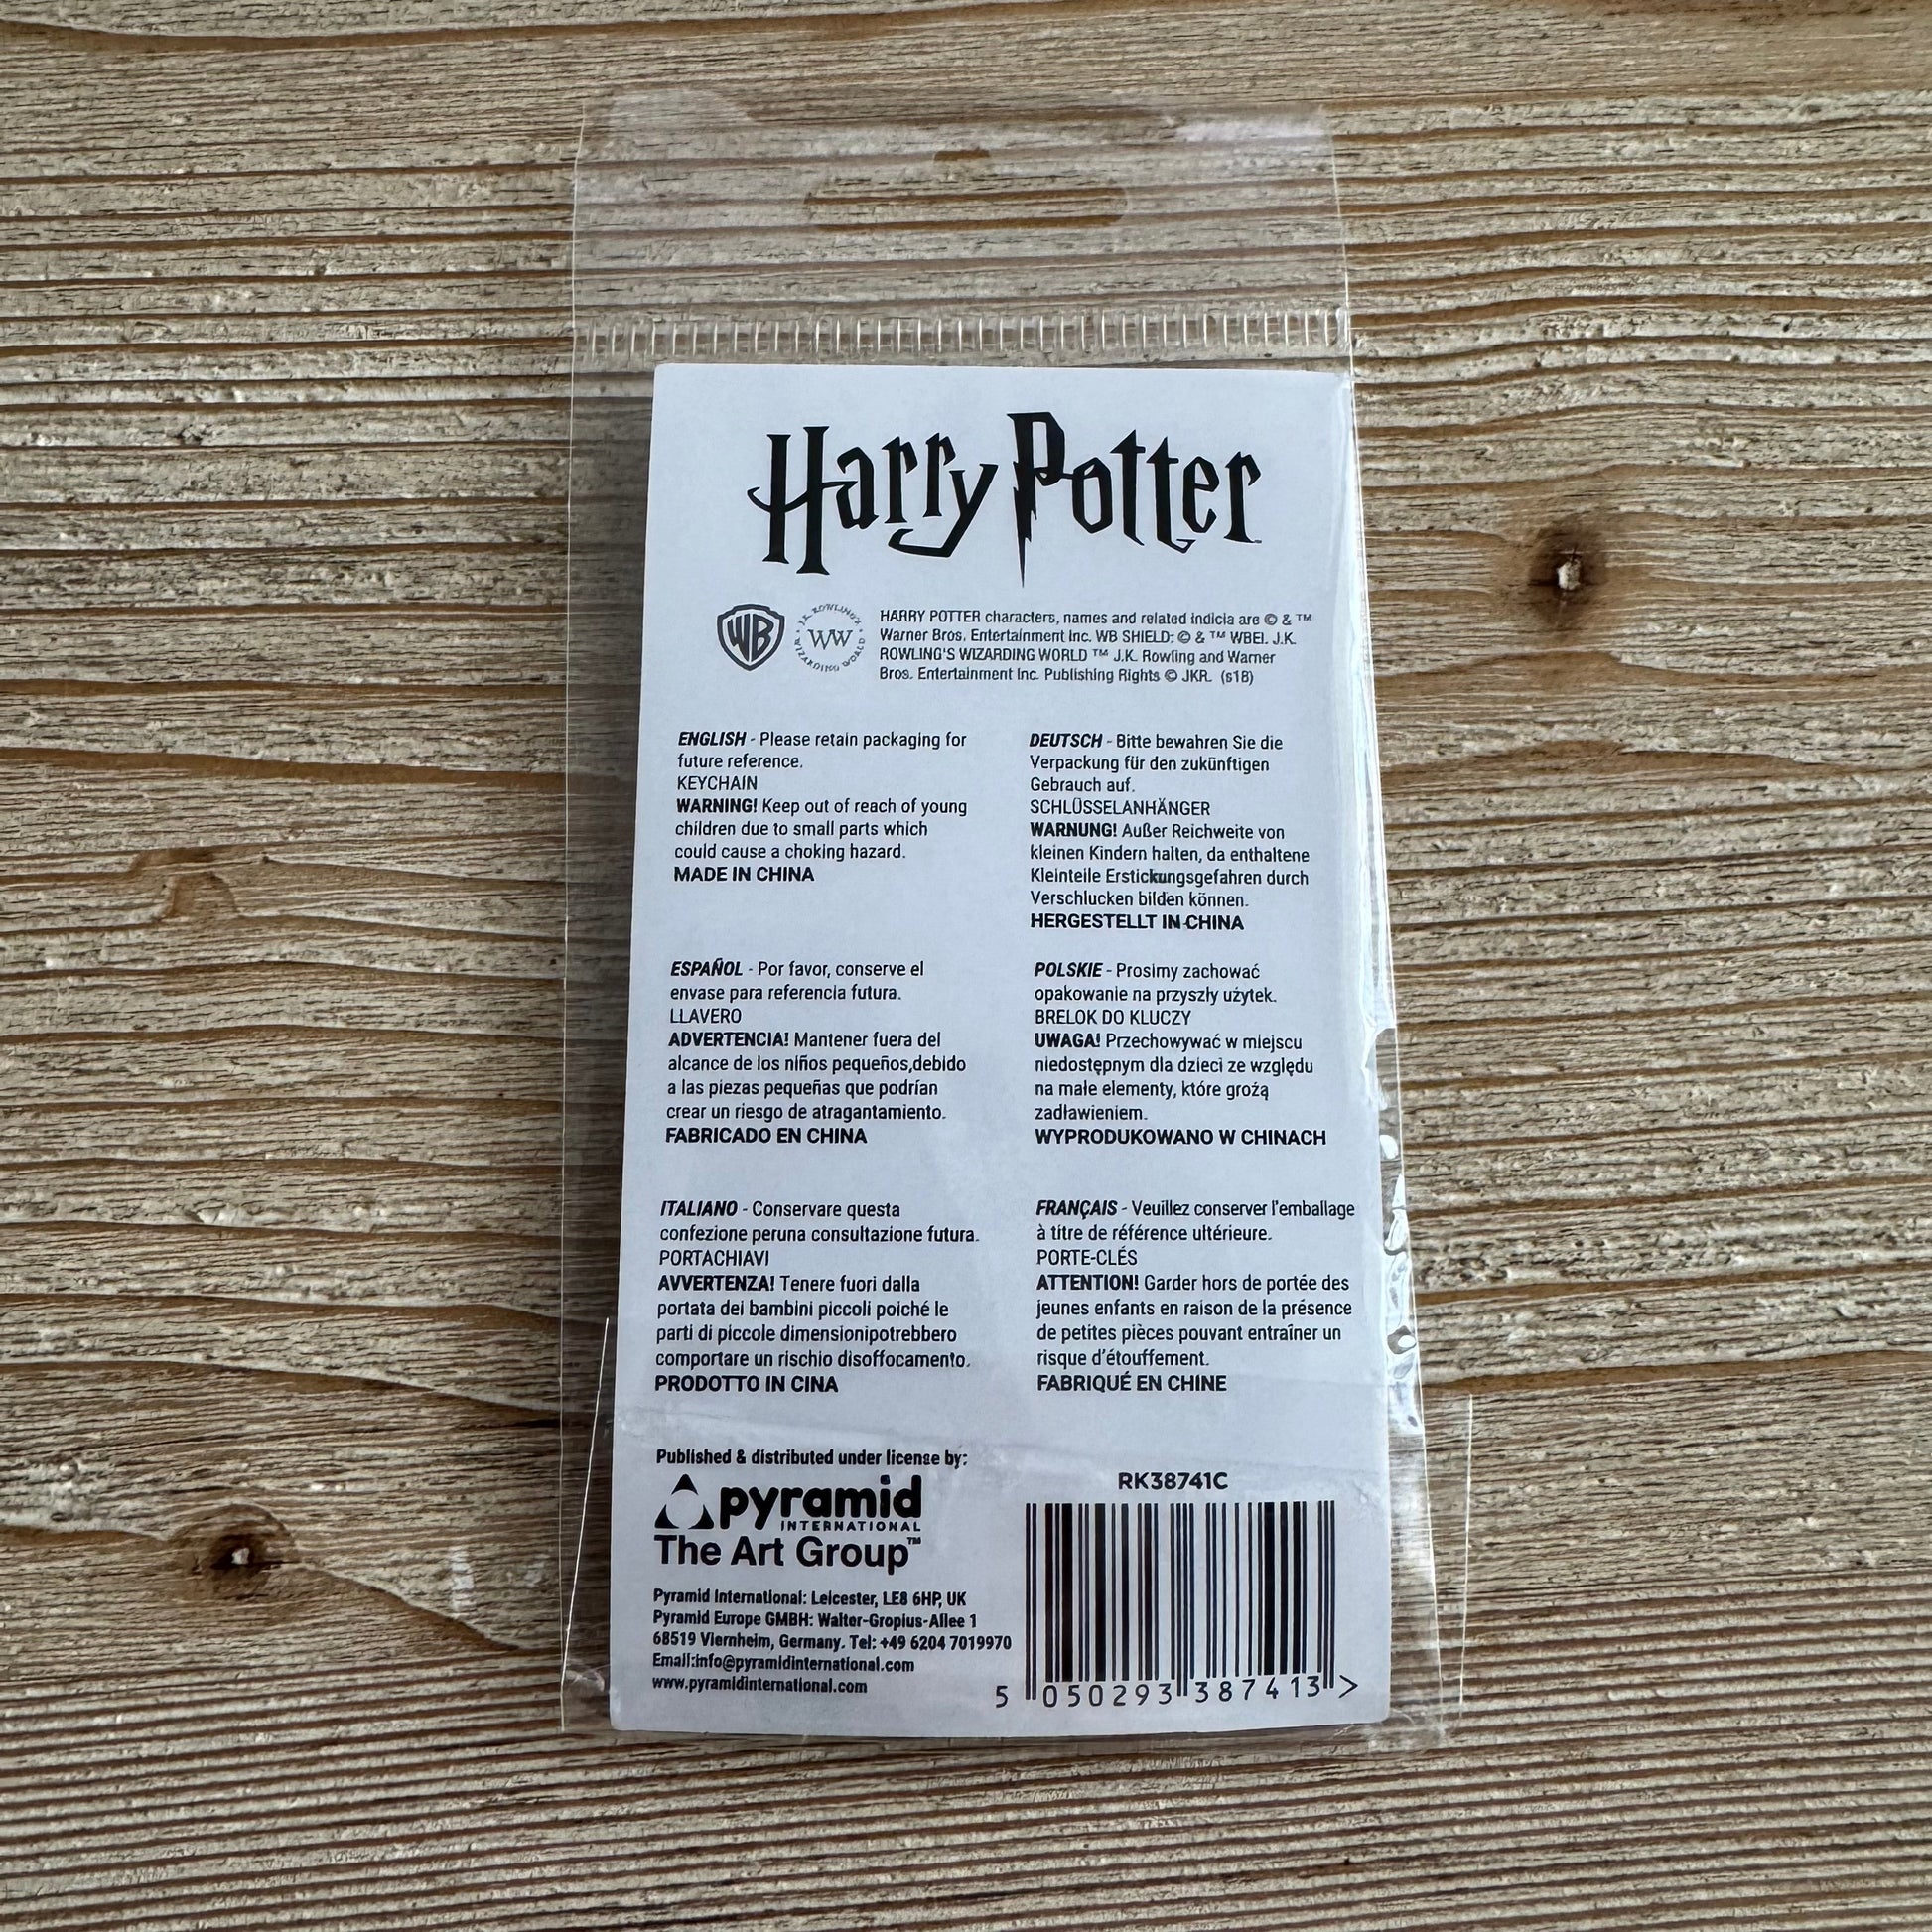 Harry Potter
WB
J.K. ROWLING'S WIZARDING WORLD
WW
HARRY POTTER characters, names and related indicia are © & ™
Warner Bros. Entertainment Inc. WB SHIELD: © & ™ WBEI. J.K.
ROWLING'S WIZARDING WORLD ™ J.K. Rowling and Warner
Bros. Entertainment Inc. Publishing Rights © JKR. (s18)
ENGLISH - Please retain packaging for
future reference.
KEYCHAIN
WARNING! Keep out of reach of young
children due to small parts which
could cause a choking hazard.
MADE IN CHINA
DEUTSCH - Bitte bewahren Sie die
Verpackung für den zukünftigen
Gebrauch auf.
SCHLÜSSELANHÄNGER
WARNUNG! Außer Reichweite von
kleinen Kindern halten, da enthaltene
Kleinteile Erstickungsgefahren durch
Verschlucken bilden können.
HERGESTELLT IN CHINA
ESPAÑOL - Por favor, conserve el
envase para referencia futura.
LLAVERO
ADVERTENCIA! Mantener fuera del
alcance de los niños pequeños,debido
a las piezas pequeñas que podrían
crear un riesgo de atragantamiento.
FABRICADO EN CHINA
POLSKIE - Prosimy zachować
opakowanie na przyszły użytek.
BRELOK DO KLUCZY
UWAGA! Przechowywać w miejscu
niedostępnym dla dzieci ze względu
na małe elementy, które grożą
zadławieniem.
WYPRODUKOWANO W CHINACH
ITALIANO - Conservare questa
confezione peruna consultazione futura.
PORTACHIAVI
AVVERTENZA! Tenere fuori dalla
portata dei bambini piccoli poiché le
parti di piccole dimensionipotrebbero
comportare un rischio disoffocamento.
PRODOTTO IN CINA
FRANÇAIS - Veuillez conserver l'emballage
à titre de référence ultérieure.
PORTE-CLÉS
ATTENTION! Garder hors de portée des
jeunes enfants en raison de la présence
de petites pièces pouvant entraîner un
risque d'étouffement.
FABRIQUÉ EN CHINE
Published & distributed under license by:
pyramid
INTERNATIONAL
The Art Group™
Pyramid International: Leicester, LE8 6HP, UK
Pyramid Europe GMBH: Walter-Gropius-Allee 1
68519 Viernheim, Germany. Tel: +49 6204 7019970
Email:info@pyramidinternational.com
www.pyramidinternational.com
RK38741C
5 050293 387413 >